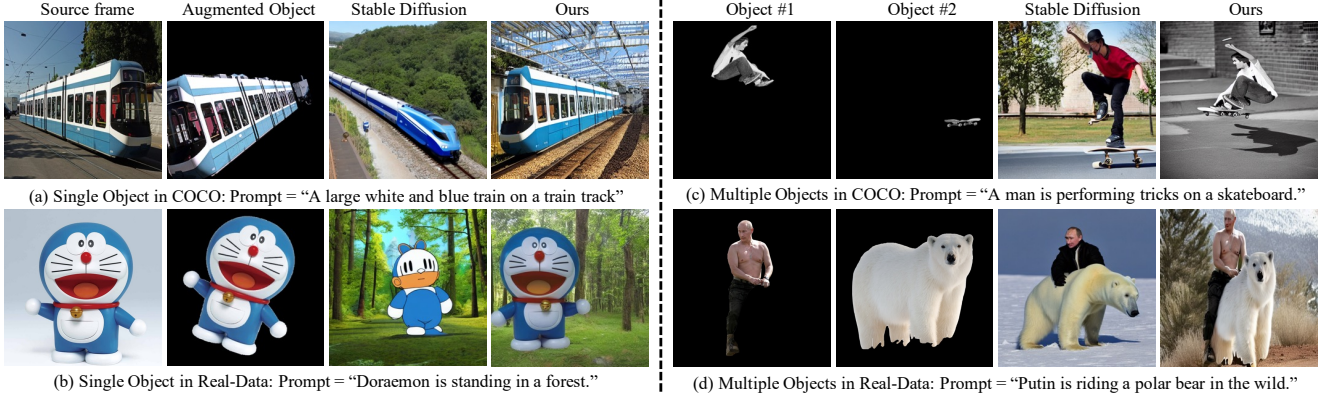 Source frame
Augmented Object
Stable Diffusion
Ours
(a) Single Object in COCO: Prompt = “A large white and blue train on a train track”
(b) Single Object in Real-Data: Prompt = “Doraemon is standing in a forest.”
Object #1
Object #2
Stable Diffusion
Ours
(c) Multiple Objects in COCO: Prompt = “A man is performing tricks on a skateboard.”
(d) Multiple Objects in Real-Data: Prompt = “Putin is riding a polar bear in the wild.”